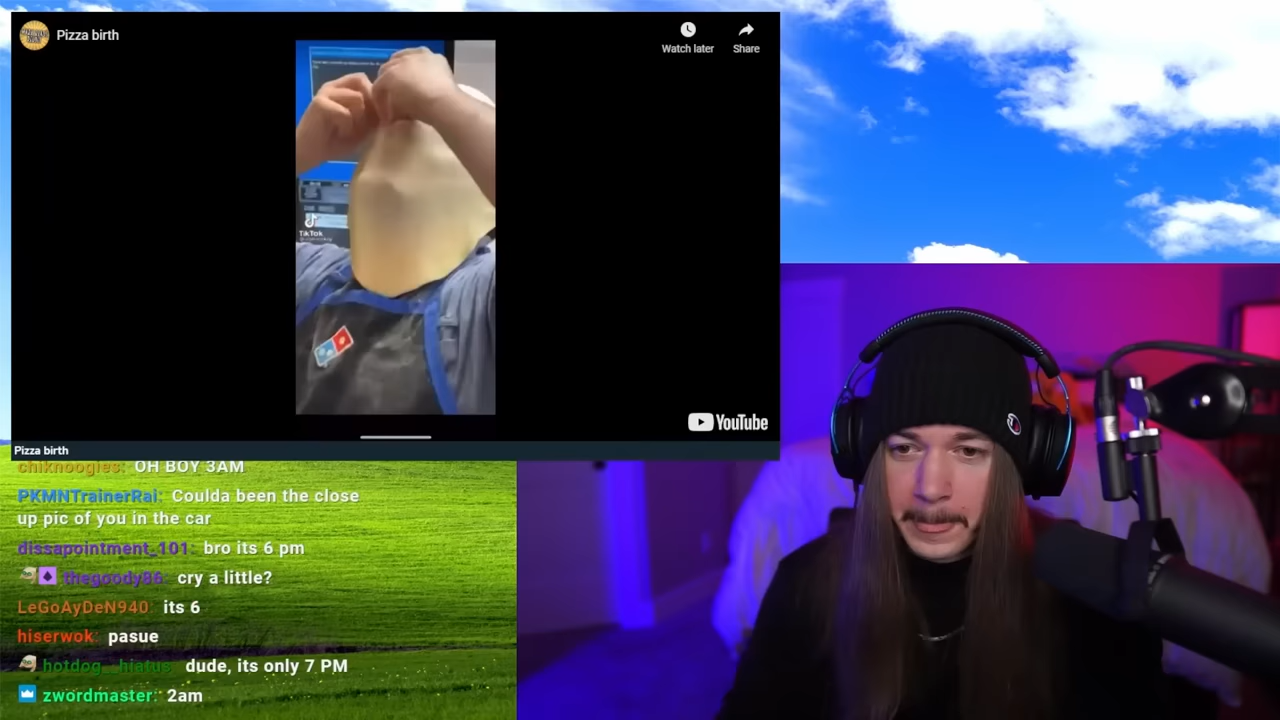 Pizza birth
Watch later
Share
TikTok
YouTube
Pizza birth
chiknoogies: OH BOY 3AM
PKMNTrainerRai: Coulda been the close
up pic of you in the car
dissapointment_101: bro its 6 pm
thegoody86 cry a little?
LeGoAyDeN940: its 6
hiserwok: pasue
hotdog_hiatus dude, its only 7 PM
zwordmaster: 2am